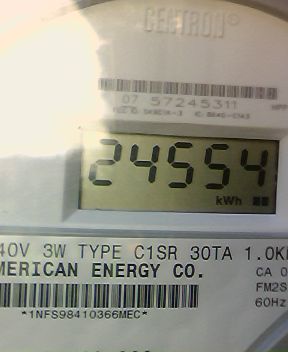 CECTRON®
07 57245311
24554
kWh
40V 3W TYPE C1SR 30TA 1.0K
MERICAN ENERGY CO.
CA 0
FM2S
60Hz
*1NFS98410366MEC*